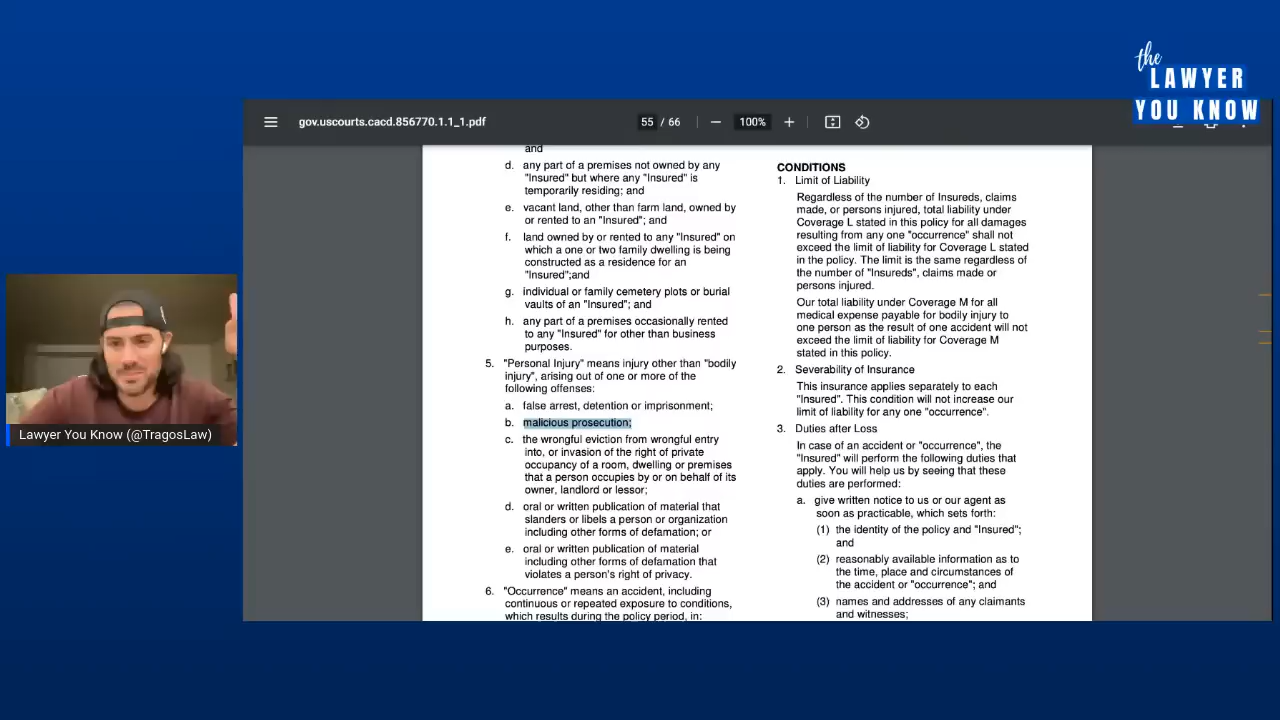 the
LAWYER
YOU KNOW
gov.uscourts.cacd.856770.1.1_1.pdf
55 / 66
100%
and
d. any part of a premises not owned by any
"Insured" but where any "Insured" is
temporarily residing; and
e. vacant land, other than farm land, owned by
or rented to an "Insured"; and
f. land owned by or rented to any "Insured" on
which a one or two family dwelling is being
constructed as a residence for an
"Insured";and
g. individual or family cemetery plots or burial
vaults of an "Insured"; and
h. any part of a premises occasionally rented
to any "Insured" for other than business
purposes.
5. "Personal Injury" means injury other than "bodily
injury", arising out of one or more of the
following offenses:
a. false arrest, detention or imprisonment;
b. malicious prosecution;
c. the wrongful eviction from wrongful entry
into, or invasion of the right of private
occupancy of a room, dwelling or premises
that a person occupies by or on behalf of its
owner, landlord or lessor;
d. oral or written publication of material that
slanders or libels a person or organization
including other forms of defamation; or
e. oral or written publication of material
including other forms of defamation that
violates a person's right of privacy.
6. "Occurrence" means an accident, including
continuous or repeated exposure to conditions,
which results during the policy period, in:
CONDITIONS
1. Limit of Liability
Regardless of the number of Insureds, claims
made, or persons injured, total liability under
Coverage L stated in this policy for all damages
resulting from any one "occurrence" shall not
exceed the limit of liability for Coverage L stated
in the policy. The limit is the same regardless of
the number of "Insureds", claims made or
persons injured.
Our total liability under Coverage M for all
medical expense payable for bodily injury to
one person as the result of one accident will not
exceed the limit of liability for Coverage M
stated in this policy.
2. Severability of Insurance
This insurance applies separately to each
"Insured". This condition will not increase our
limit of liability for any one "occurrence".
3. Duties after Loss
In case of an accident or "occurrence", the
"Insured" will perform the following duties that
apply. You will help us by seeing that these
duties are performed:
a. give written notice to us or our agent as
soon as practicable, which sets forth:
(1) the identity of the policy and "Insured";
and
(2) reasonably available information as to
the time, place and circumstances of
the accident or "occurrence"; and
(3) names and addresses of any claimants
and witnesses;
Lawyer You Know (@TragosLaw)